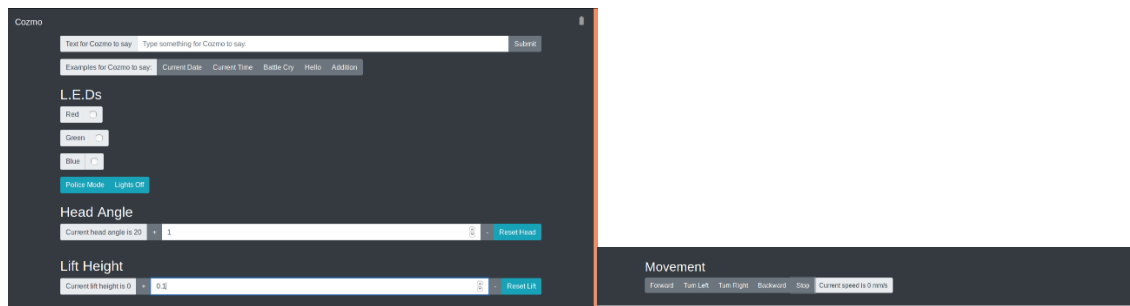 Cozmo
Text for Cozmo to say Type something for Cozmo to say. Submit
Examples for Cozmo to say: Current Date Current Time Battle Cry Hello Addition
L.E.Ds
Red
Green
Blue
Police Mode Lights Off
Head Angle
Current head angle is 20 + 1 - Reset Head
Lift Height
Current lift height is 0 + 0.1 - Reset Lift
Movement
Forward Turn Left Turn Right Backward Stop Current speed is 0 mm/s